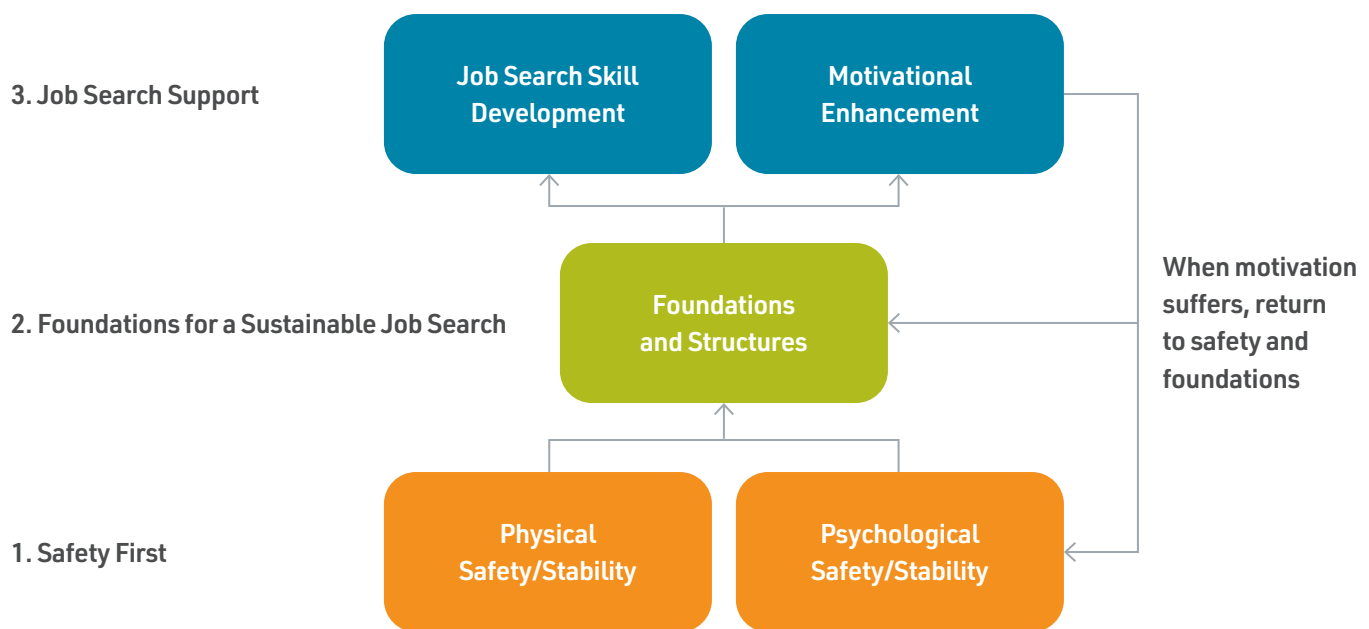 3. Job Search Support
Job Search Skill
Development
Motivational
Enhancement
2. Foundations for a Sustainable Job Search
Foundations
and Structures
When motivation
suffers, return
to safety and
foundations
1. Safety First
Physical
Safety/Stability
Psychological
Safety/Stability